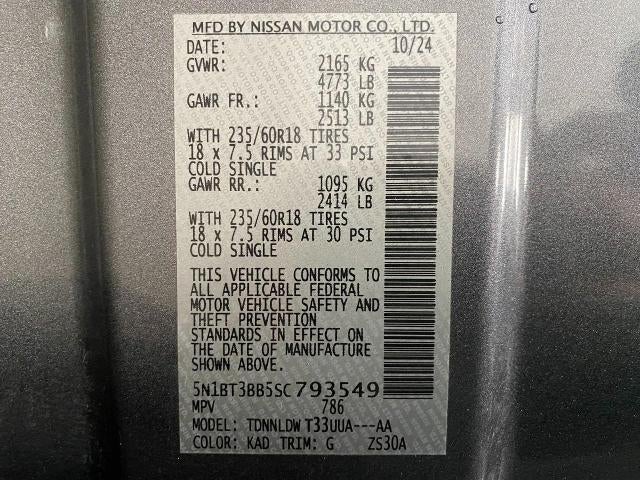 MFD BY NISSAN MOTOR CO., LTD.
DATE: 10/24
GVWR: 2165 KG
4773 LB
GAWR FR.: 1140 KG
2513 LB
WITH 235/60R18 TIRES
18 x 7.5 RIMS AT 33 PSI
COLD SINGLE
GAWR RR.: 1095 KG
2414 LB
WITH 235/60R18 TIRES
18 x 7.5 RIMS AT 30 PSI
COLD SINGLE
THIS VEHICLE CONFORMS TO
ALL APPLICABLE FEDERAL
MOTOR VEHICLE SAFETY AND
THEFT PREVENTION
STANDARDS IN EFFECT ON
THE DATE OF MANUFACTURE
SHOWN ABOVE.
5N1BT3BB5SC793549
MPV 786
MODEL: TDNNLDW T33UUA---AA
COLOR: KAD TRIM: G ZS30A